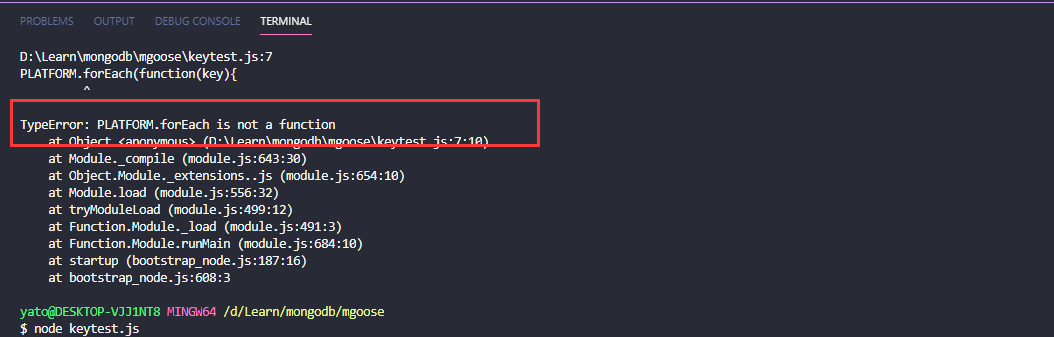 PROBLEMS OUTPUT DEBUG CONSOLE TERMINAL
D:\Learn\mongodb\mgoose\keytest.js:7
PLATFORM.forEach(function(key){
         ^
TypeError: PLATFORM.forEach is not a function
    at Object.<anonymous> (D:\Learn\mongodb\mgoose\keytest.js:7:10)
    at Module._compile (module.js:643:30)
    at Object.Module._extensions..js (module.js:654:10)
    at Module.load (module.js:556:32)
    at tryModuleLoad (module.js:499:12)
    at Function.Module._load (module.js:491:3)
    at Function.Module.runMain (module.js:684:10)
    at startup (bootstrap_node.js:187:16)
    at bootstrap_node.js:608:3
yato@DESKTOP-VJJ1NT8 MINGW64 /d/Learn/mongodb/mgoose
$ node keytest.js